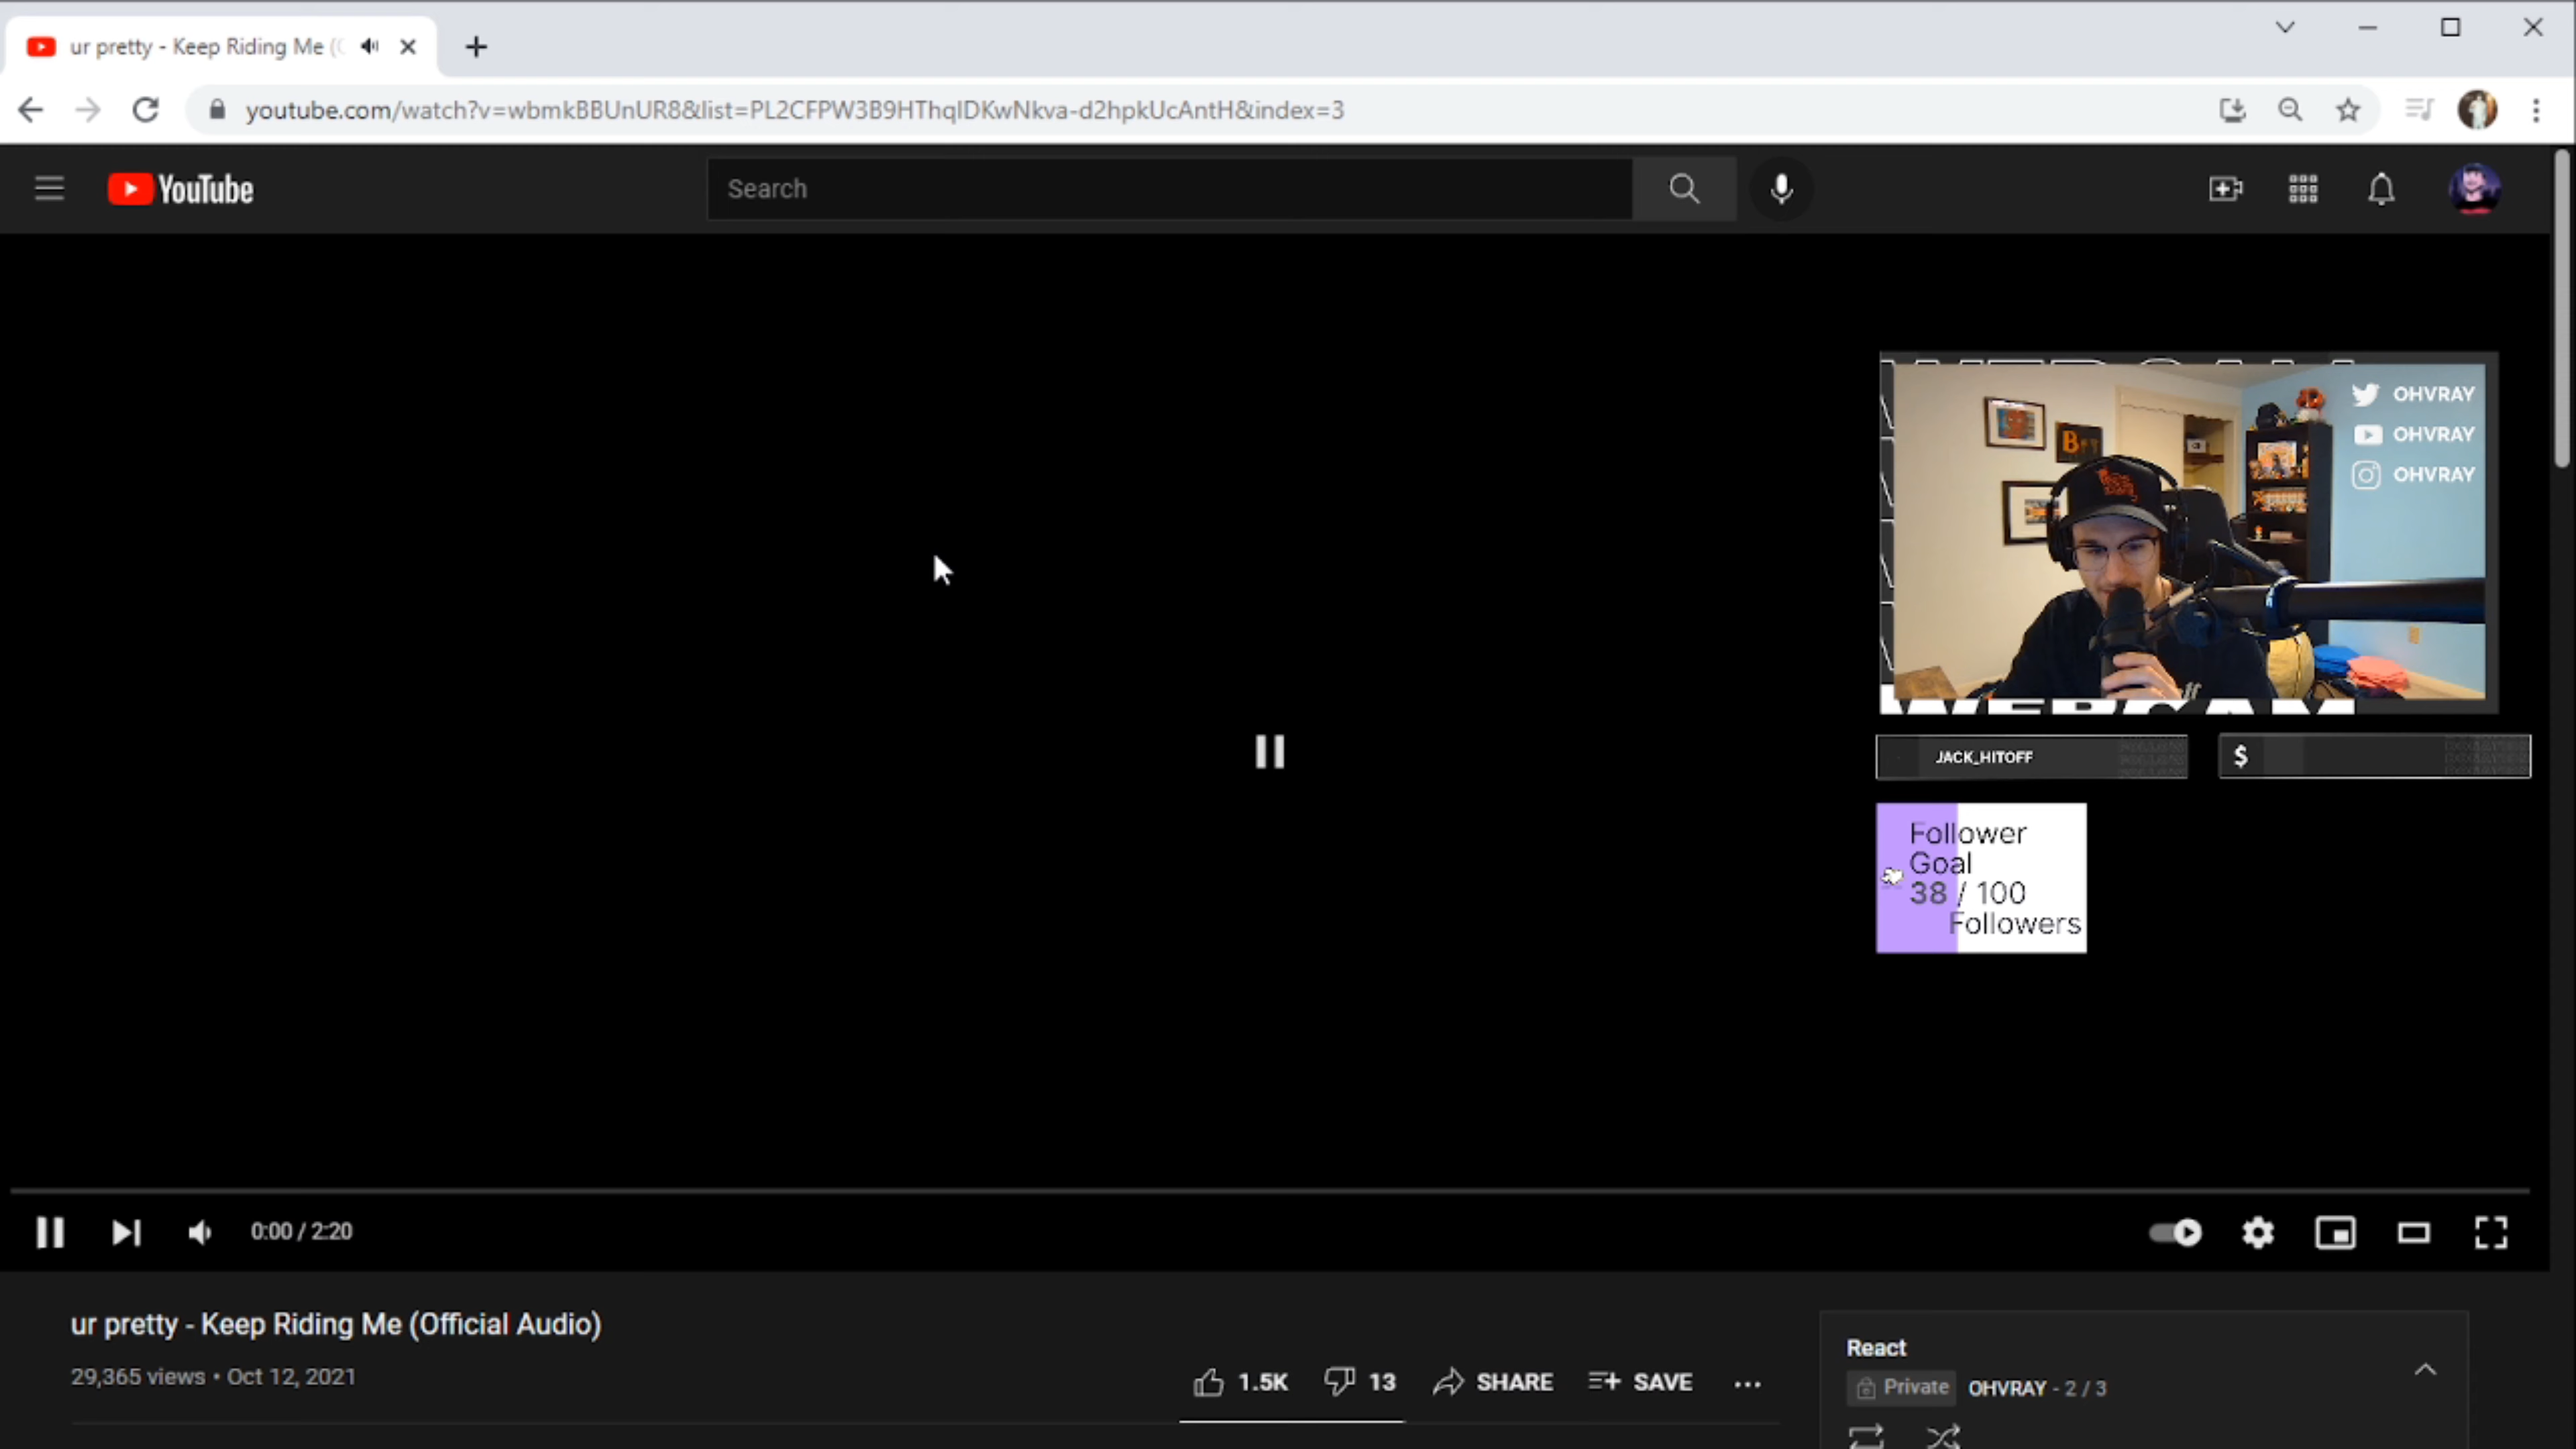 ur pretty - Keep Riding Me (
youtube.com/watch?v=wbmkBBUnUR8&list=PL2CFPW3B9HThqIDKwNkva-d2hpkUcAntH&index=3
YouTube
Search
OHVRAY
OHVRAY
OHVRAY
WEBCAM
JACK_HITOFF
$
Follower
Goal
38 / 100
Followers
0:00 / 2:20
ur pretty - Keep Riding Me (Official Audio)
29,365 views • Oct 12, 2021
1.5K
13
SHARE
SAVE
React
Private OHVRAY - 2 / 3